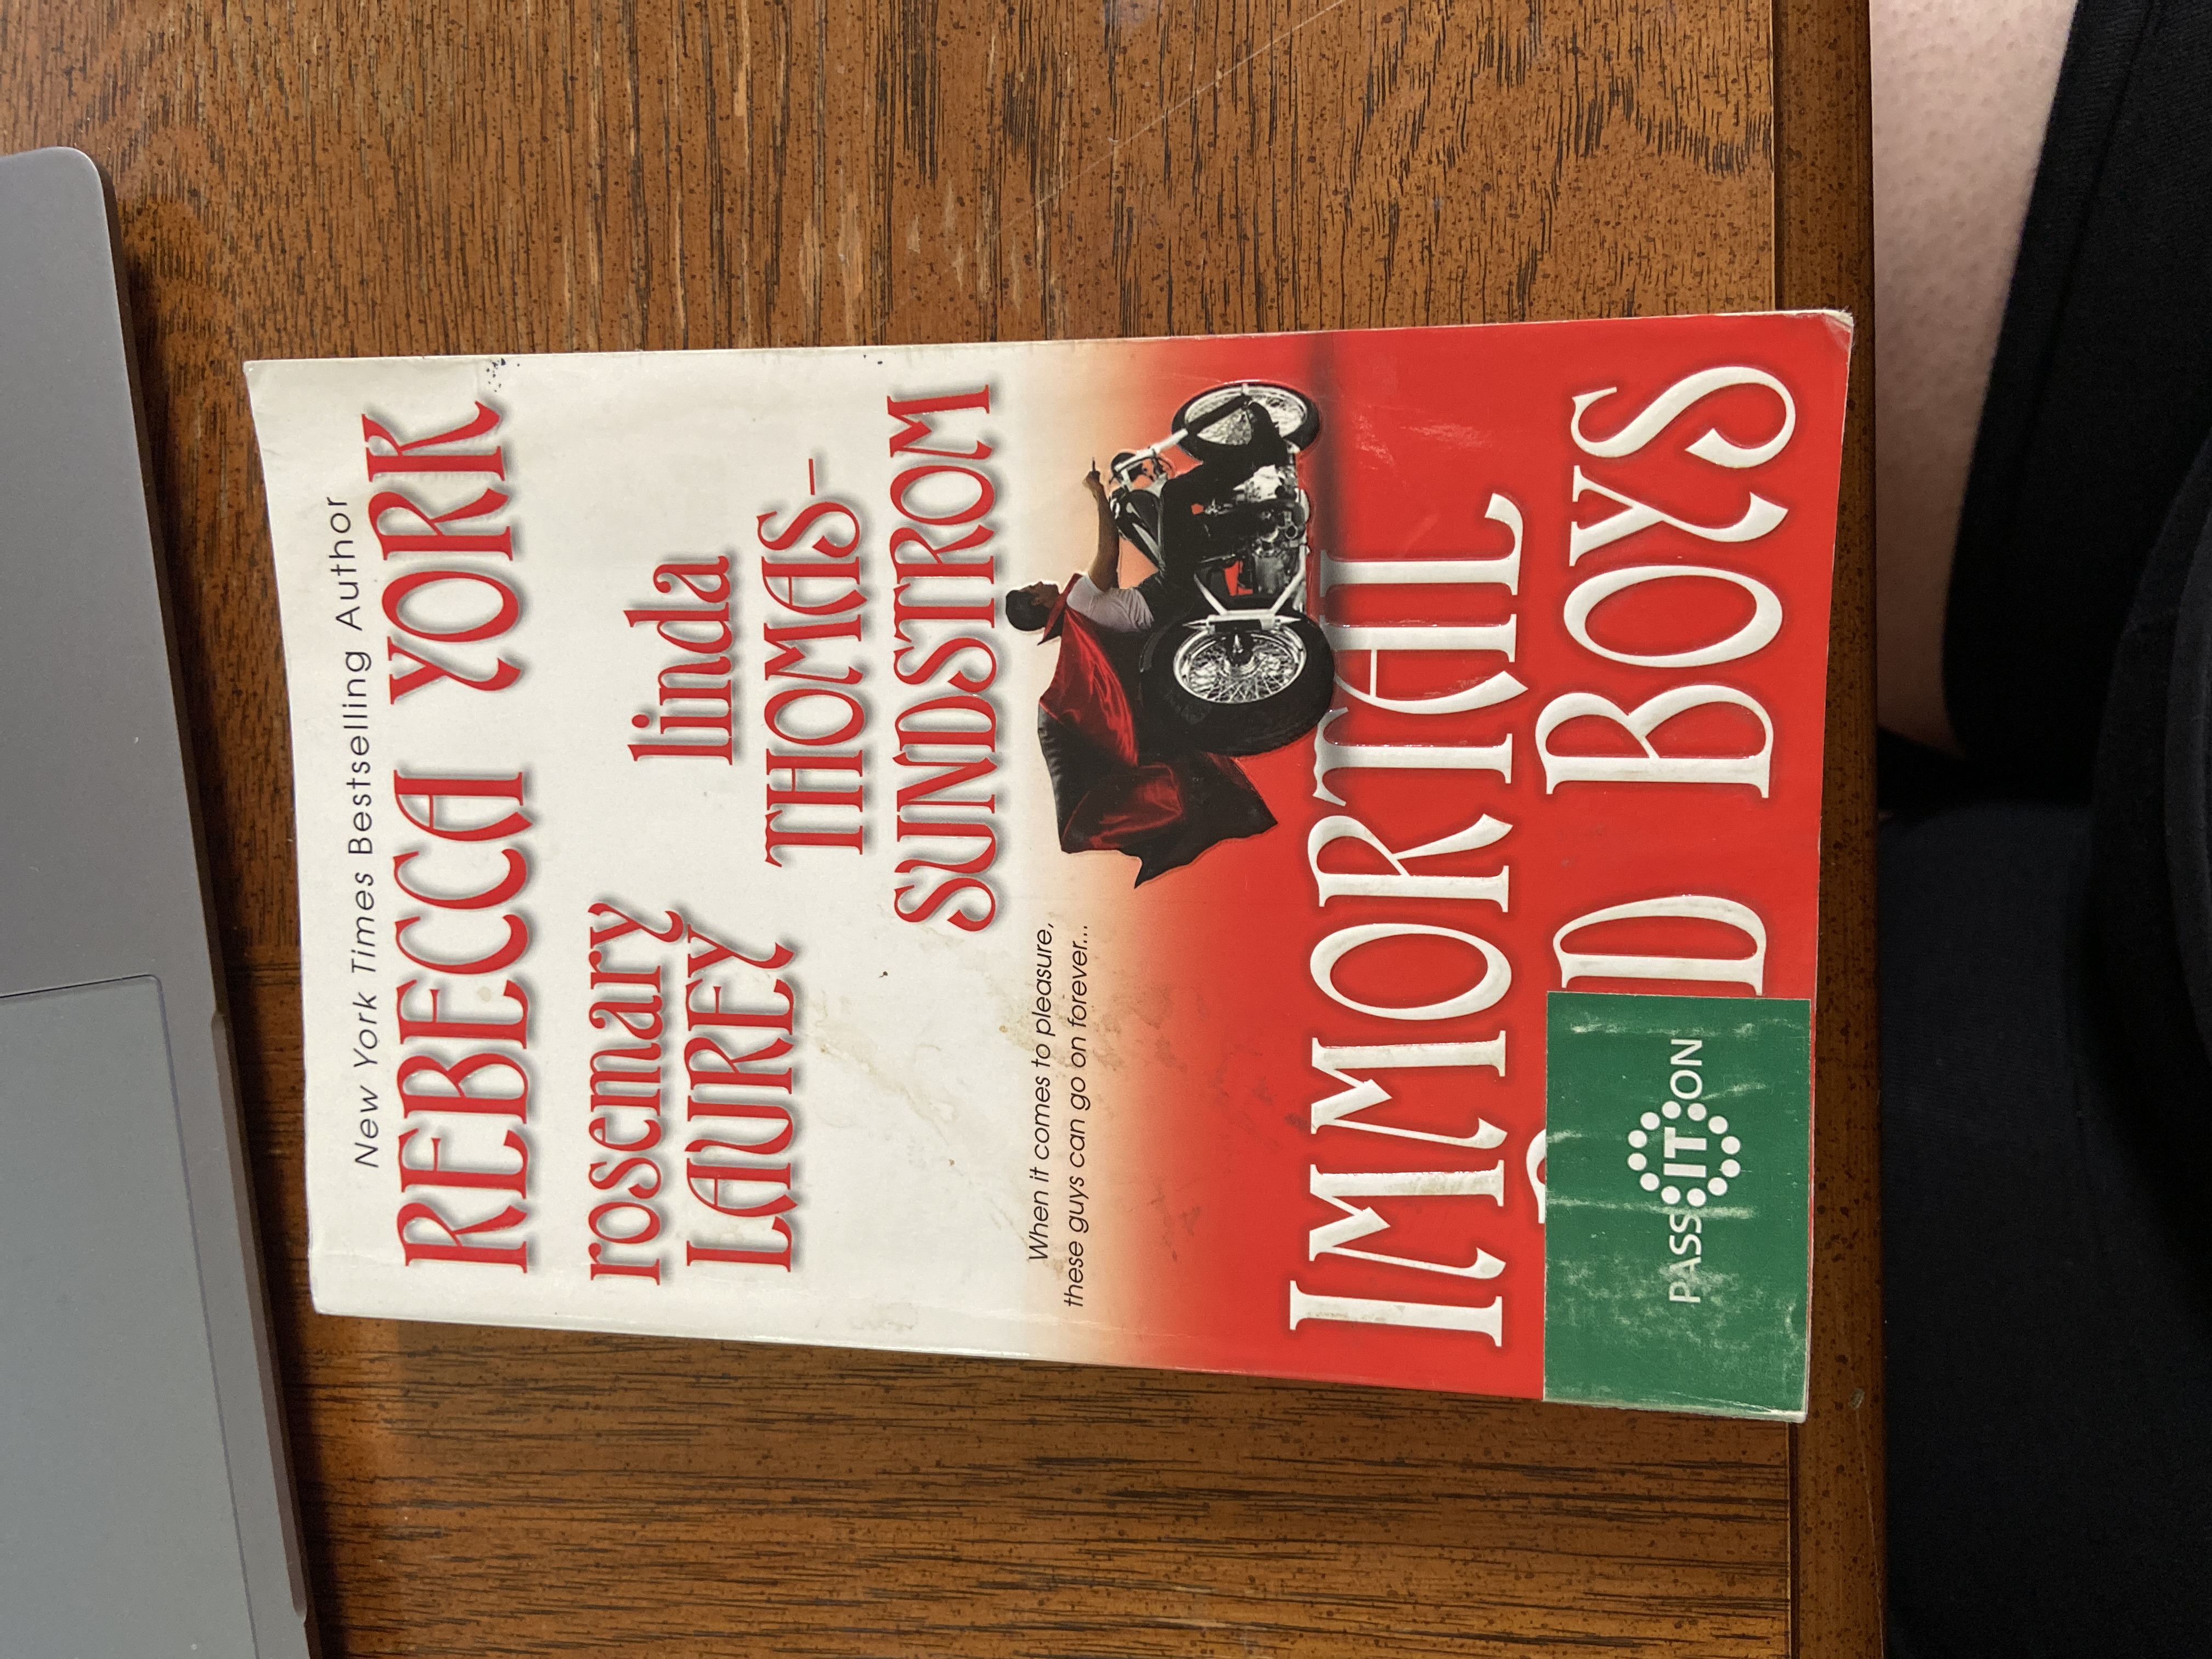 New York Times Bestselling Author
REBECCA YORK
rosemary
LAUREY
linda
THOMAS-
SUNDSTROM
When it comes to pleasure,
these guys can go on forever...
IMMORTAL
BOYS
PASS IT ON